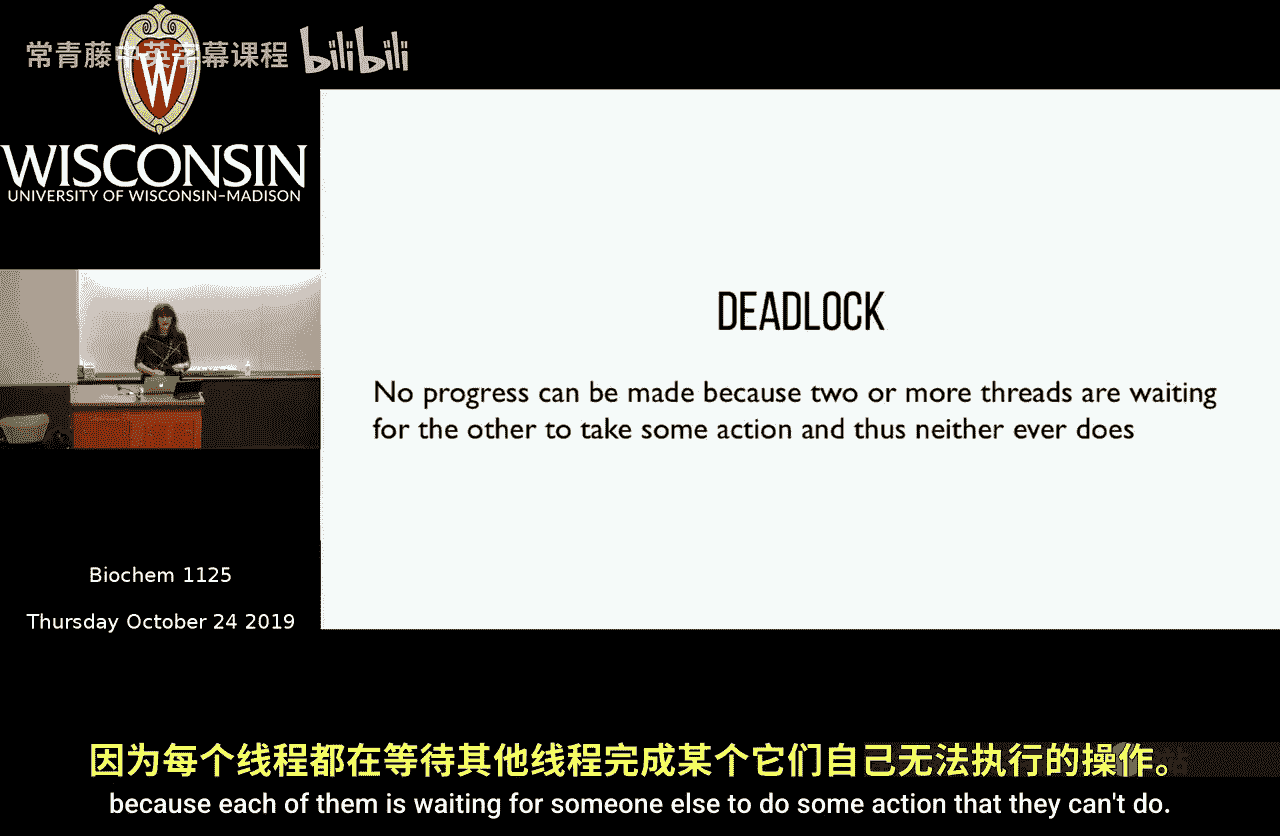 常青藤中英字幕课程 bilibili
W
WISCONSIN
UNIVERSITY OF WISCONSIN-MADISON
DEADLOCK
No progress can be made because two or more threads are waiting
for the other to take some action and thus neither ever does
Biochem 1125
Thursday October 24 2019
因为每个线程都在等待其他线程完成某个它们自己无法执行的操作。
because each of them is waiting for someone else to do some action that they can't do.